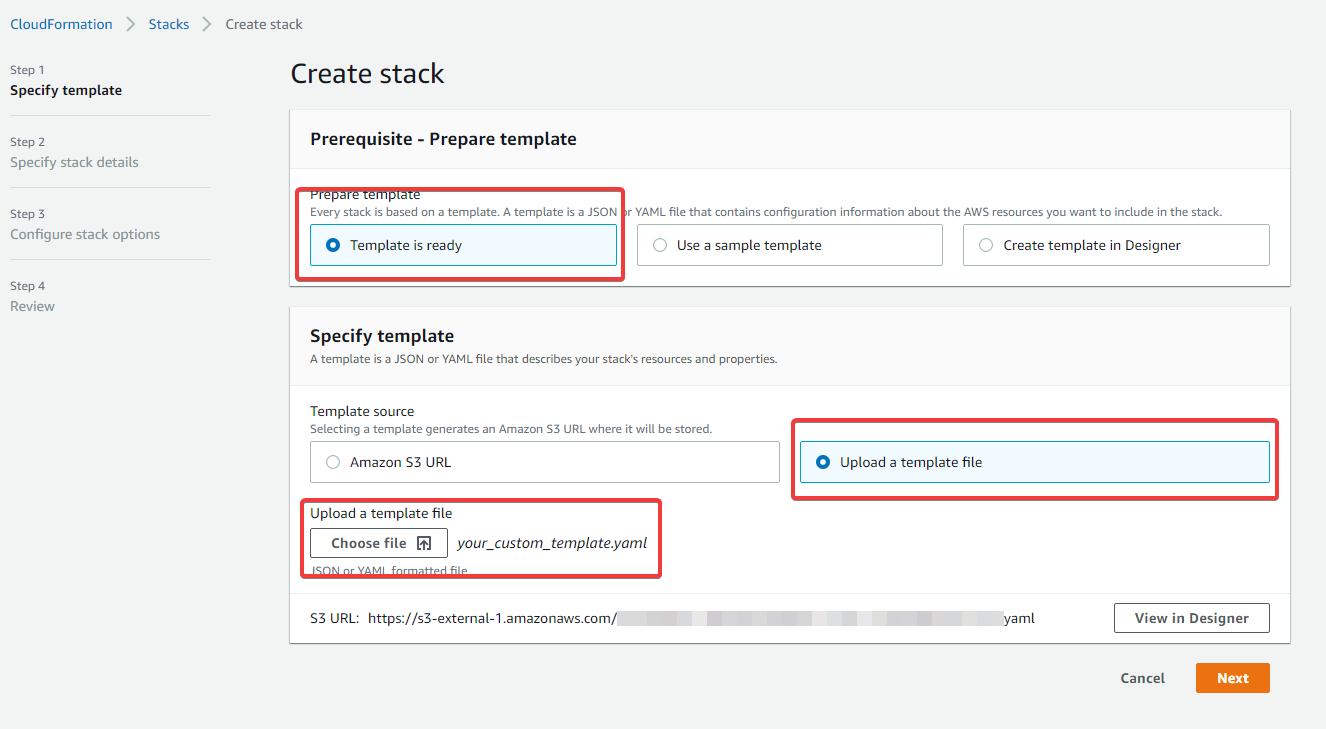 CloudFormation > Stacks > Create stack
Step 1
Specify template
Step 2
Specify stack details
Step 3
Configure stack options
Step 4
Review
Create stack
Prerequisite - Prepare template
Prepare template
Every stack is based on a template. A template is a JSON or YAML file that contains configuration information about the AWS resources you want to include in the stack.
Template is ready
Use a sample template
Create template in Designer
Specify template
A template is a JSON or YAML file that describes your stack's resources and properties.
Template source
Selecting a template generates an Amazon S3 URL where it will be stored.
Amazon S3 URL
Upload a template file
Upload a template file
Choose file your_custom_template.yaml
JSON or YAML formatted file
S3 URL: https://s3-external-1.amazonaws.com/ yaml
View in Designer
Cancel
Next